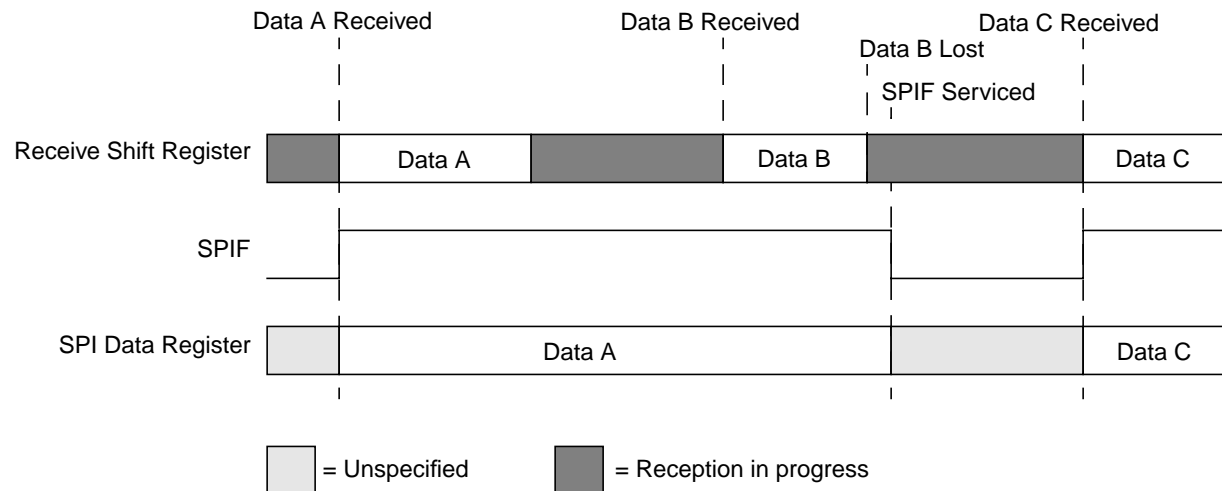 Data A Received
Data B Received
Data C Received
Data B Lost
SPIF Serviced
Receive Shift Register
Data A
Data B
Data C
SPIF
SPI Data Register
Data A
Data C
= Unspecified
= Reception in progress